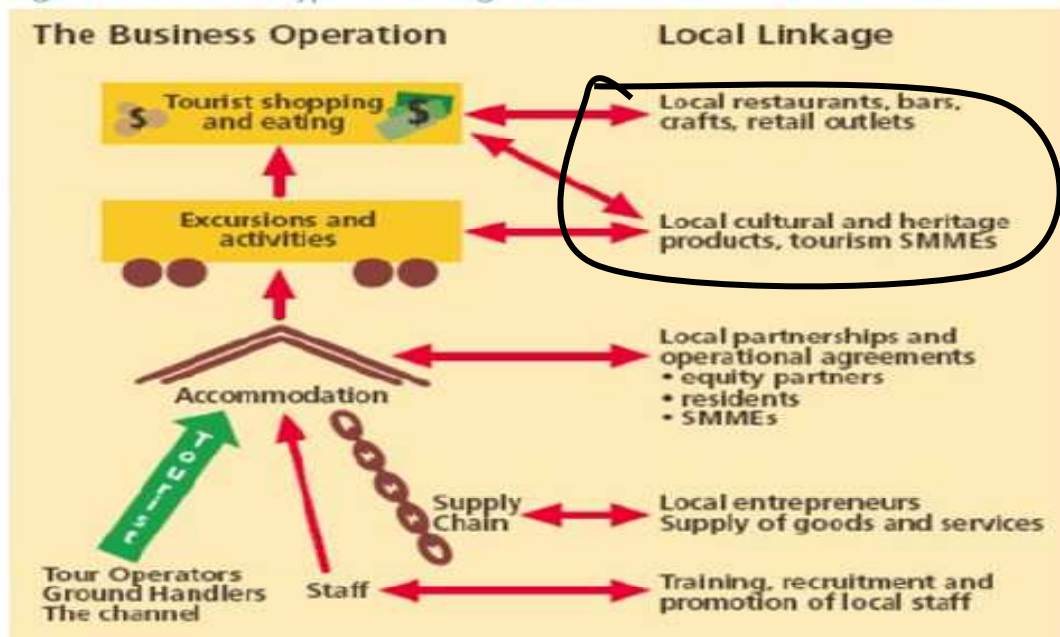 The Business Operation
Local Linkage
$ Tourist shopping $
and eating
Local restaurants, bars,
crafts, retail outlets
Excursions and
activities
Local cultural and heritage
products, tourism SMMEs
Accommodation
Local partnerships and
operational agreements
• equity partners
• residents
• SMMEs
Supply
Chain
Local entrepreneurs
Supply of goods and services
Tour Operators
Ground Handlers
The channel
Staff
Training, recruitment and
promotion of local staff